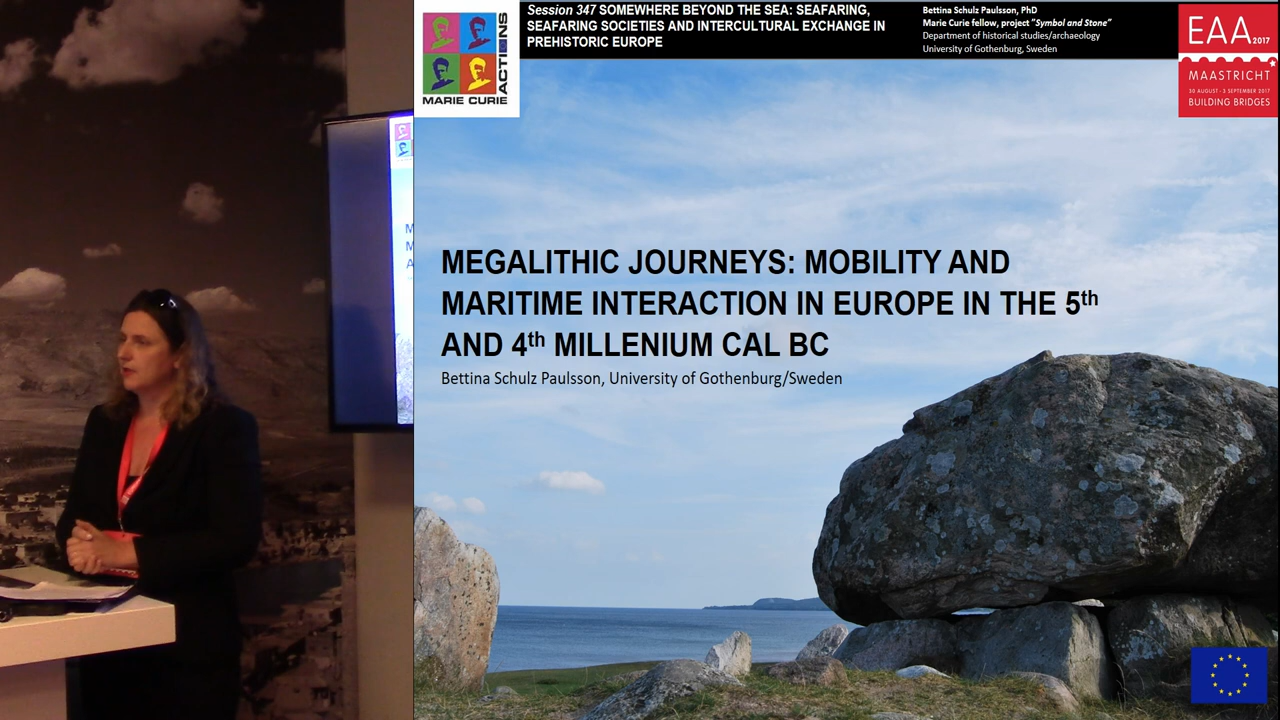 MARIE CURIE
ACTIONS
Session 347 SOMEWHERE BEYOND THE SEA: SEAFARING,
SEAFARING SOCIETIES AND INTERCULTURAL EXCHANGE IN
PREHISTORIC EUROPE
Bettina Schulz Paulsson, PhD
Marie Curie fellow, project "Symbol and Stone"
Department of historical studies/archaeology
University of Gothenburg, Sweden
EAA 2017
MAASTRICHT
30 AUGUST - 3 SEPTEMBER 2017
BUILDING BRIDGES
M
M
A
MEGALITHIC JOURNEYS: MOBILITY AND
MARITIME INTERACTION IN EUROPE IN THE 5th
AND 4th MILLENIUM CAL BC
Bettina Schulz Paulsson, University of Gothenburg/Sweden